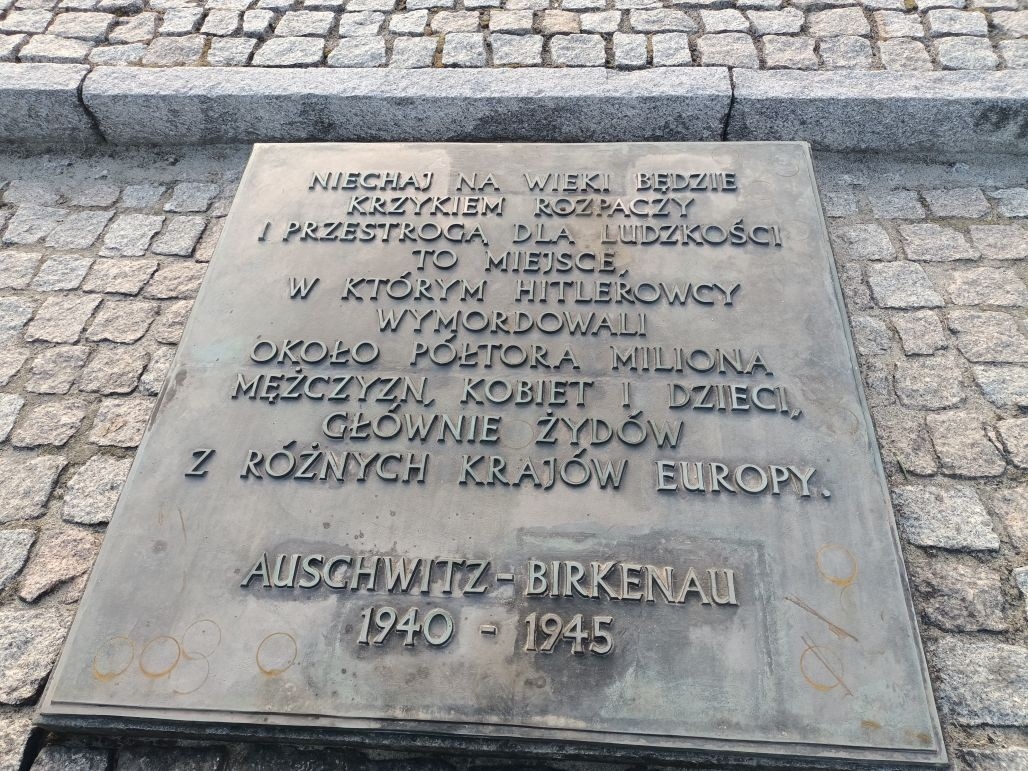 NIECHAJ NA WIEKI BĘDZIE
KRZYKIEM ROZPACZY
I PRZESTROGĄ DLA LUDZKOŚCI
TO MIEJSCE,
W KTÓRYM HITLEROWCY
WYMORDOWALI
OKOŁO PÓŁTORA MILIONA
MĘŻCZYZN, KOBIET I DZIECI,
GŁÓWNIE ŻYDÓW
Z RÓŻNYCH KRAJÓW EUROPY.
AUSCHWITZ - BIRKENAU
1940 - 1945